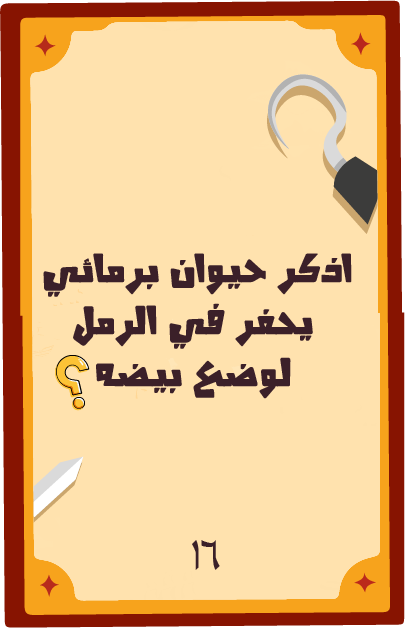 اذكر حيوان برمائي
يحفر في الرمل
لوضع بيضه؟
١٦